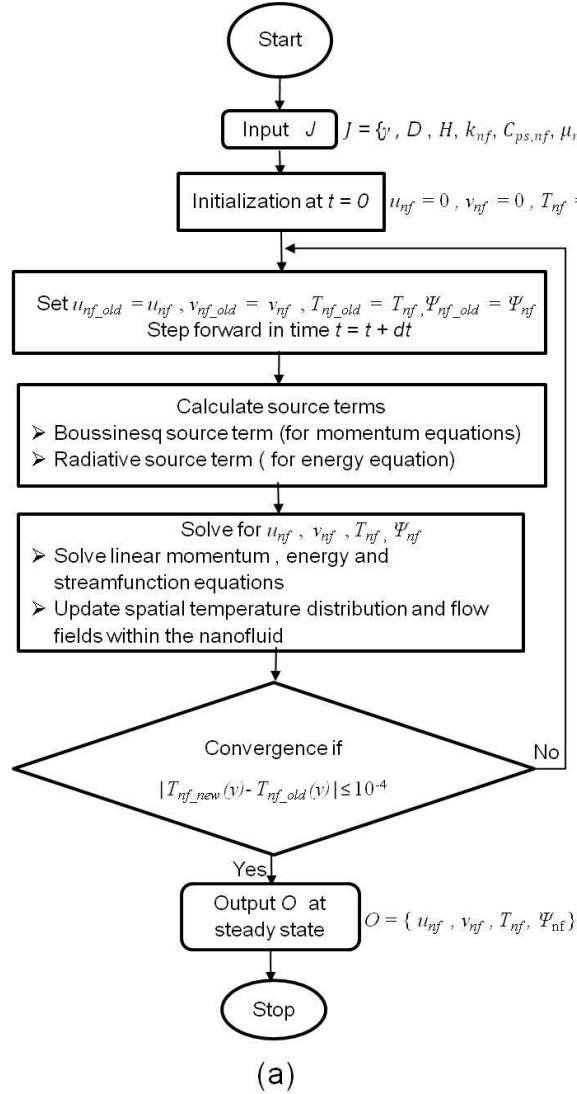 Start
Input J J = {γ, D, H, k_nf, C_ps,nf,
Initialization at t = 0 u_nf = 0, v_nf = 0, T_nf =
Set u_nf_old = u_nf, v_nf_old = v_nf, T_nf_old = T_nf, Ψ_nf_old = Ψ_nf
Step forward in time t = t + dt
Calculate source terms
➢ Boussinesq source term (for momentum equations)
➢ Radiative source term ( for energy equation)
Solve for u_nf, v_nf, T_nf, Ψ_nf
➢ Solve linear momentum , energy and
streamfunction equations
➢ Update spatial temperature distribution and flow
fields within the nanofluid
Convergence if
No
|T_nf_new(y)- T_nf_old(y)| ≤ 10^-4
Yes
Output O at
steady state
O = { u_nf, v_nf, T_nf, Ψ_nf}
Stop
(a)